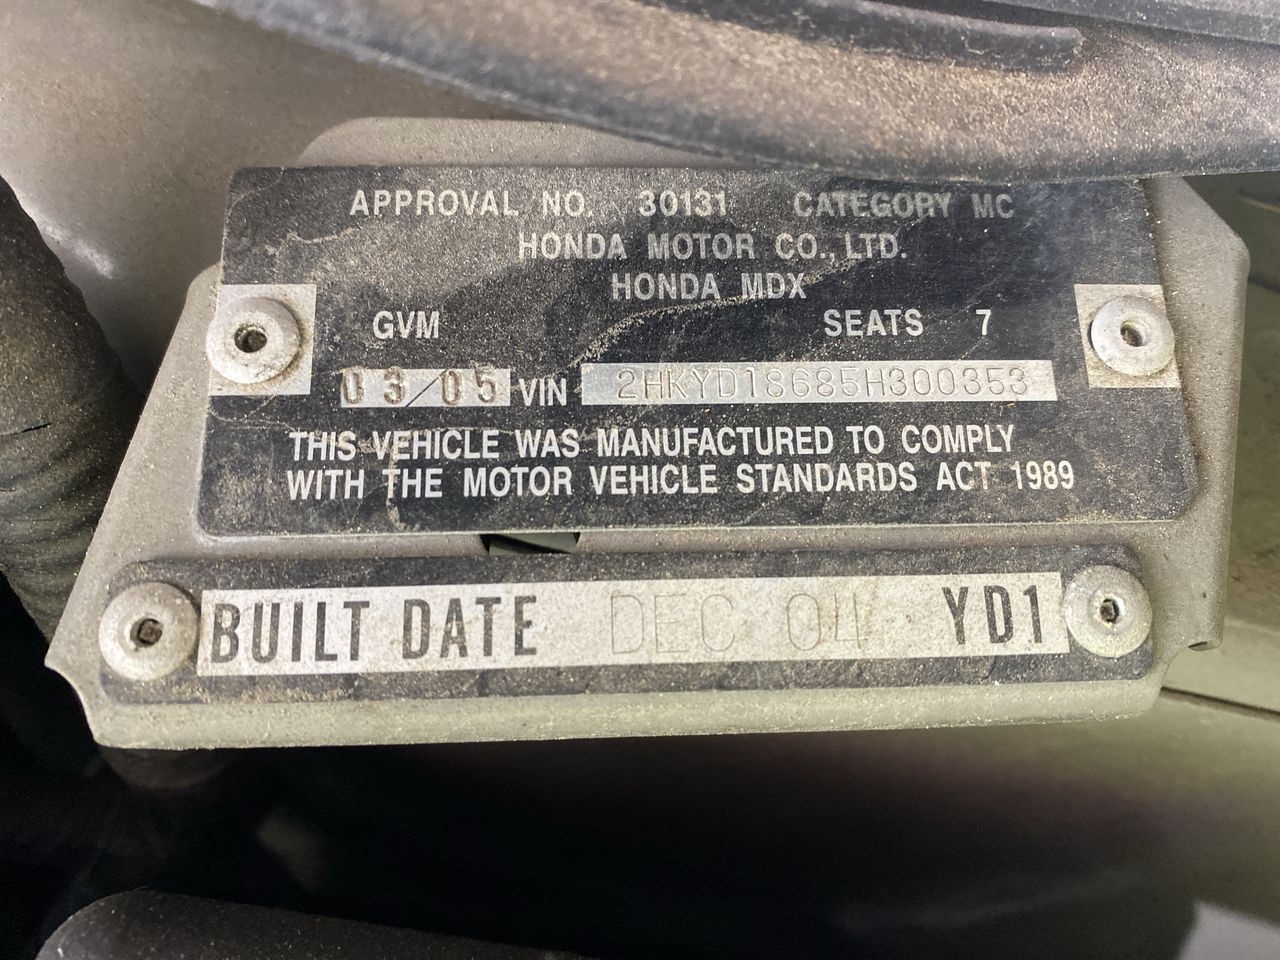 APPROVAL NO. 30131 CATEGORY MC
HONDA MOTOR CO., LTD.
HONDA MDX
GVM SEATS 7
03/05 VIN 2HKYD18685H300353
THIS VEHICLE WAS MANUFACTURED TO COMPLY
WITH THE MOTOR VEHICLE STANDARDS ACT 1989
BUILT DATE DEC 04 YD1